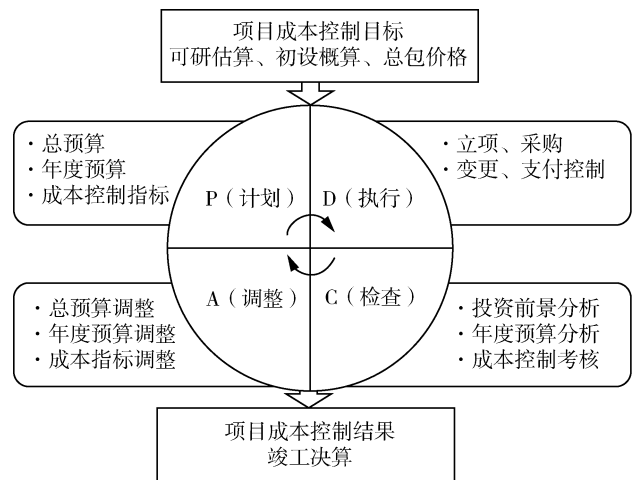 项目成本控制目标
可研估算、初设概算、总包价格
·总预算
·年度预算
·成本控制指标
·立项、采购
·变更、支付控制
P（计划）
D（执行）
A（调整）
C（检查）
·总预算调整
·年度预算调整
·成本指标调整
·投资前景分析
·年度预算分析
·成本控制考核
项目成本控制结果
竣工决算